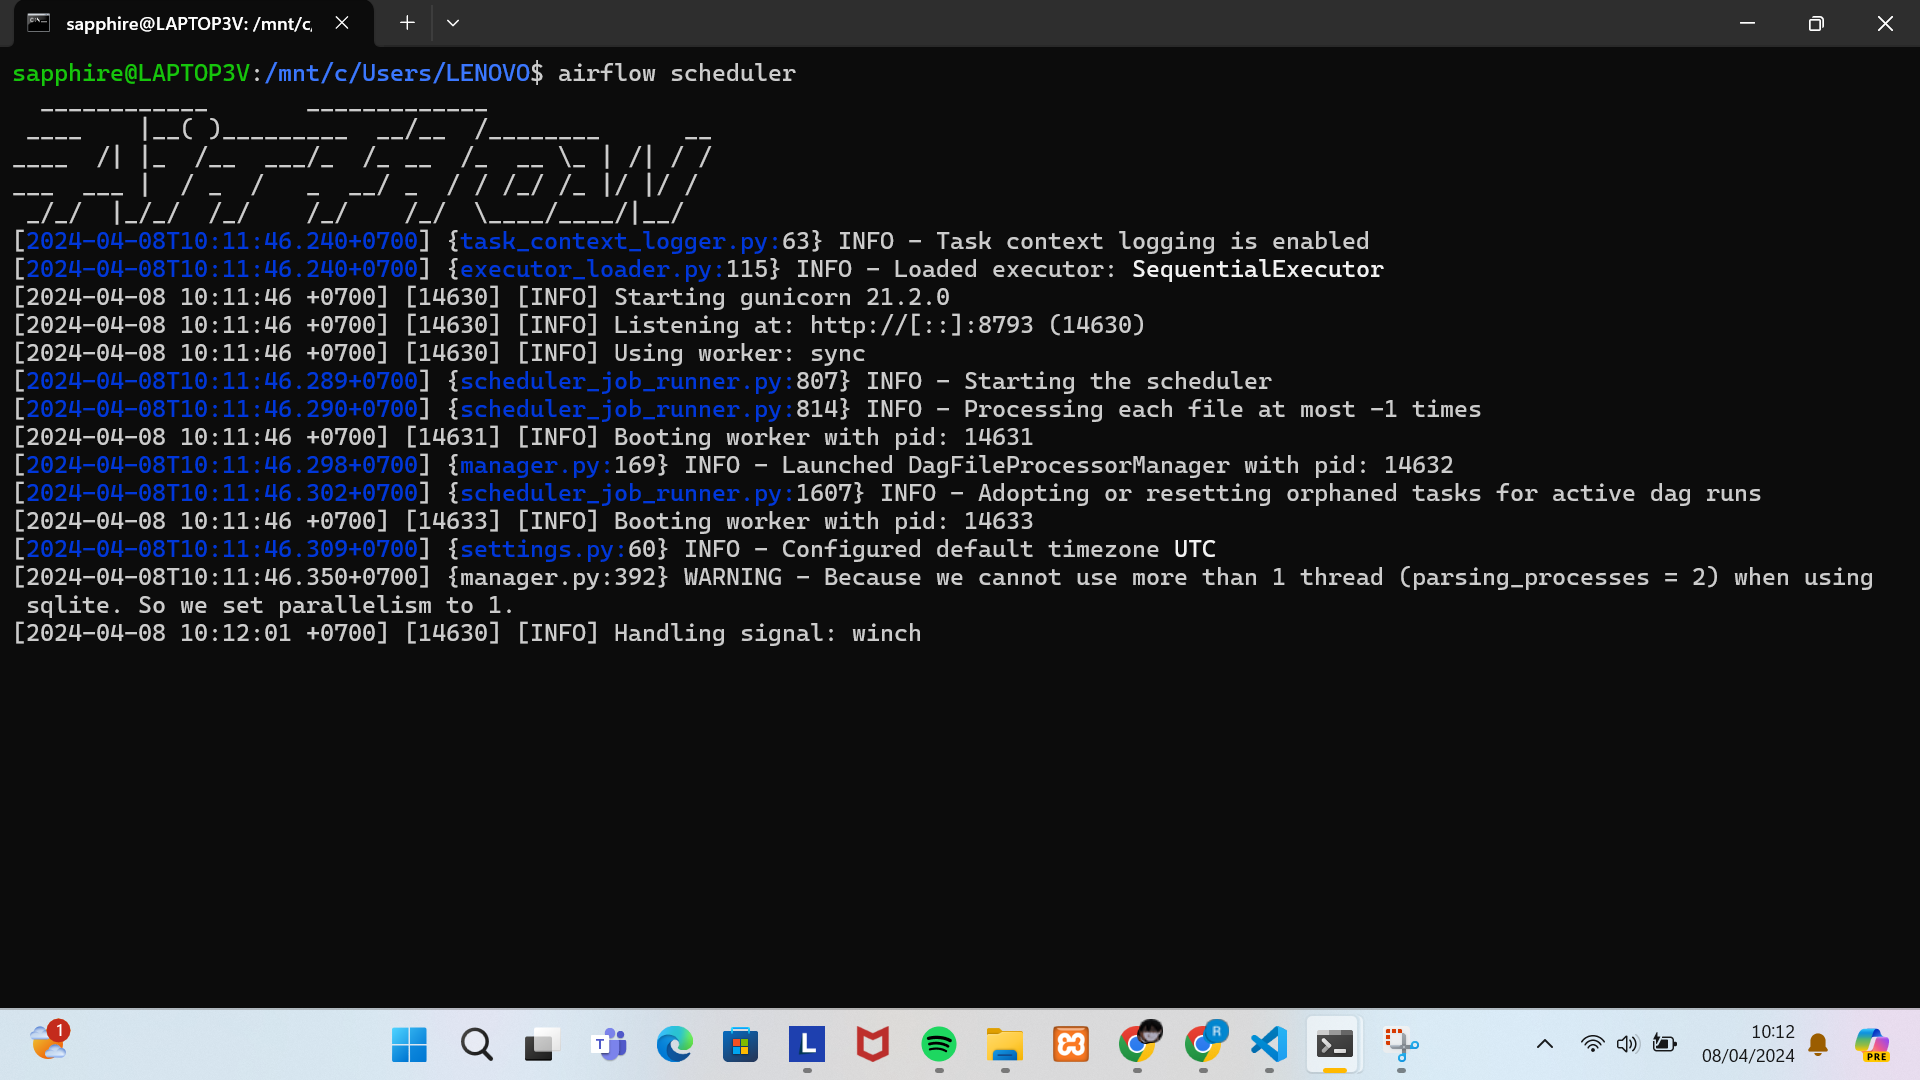 sapphire@LAPTOP3V: /mnt/c/
sapphire@LAPTOP3V:/mnt/c/Users/LENOVO$ airflow scheduler
  ____________       _____________
 ____    |__( )_________  __/__  /________      __
____  /| |_  /__  ___/_  /_ __  /_  __ \_ | /| / /
___  ___ |  / _  /   _  __/ _  / / /_/ /_ |/ |/ /
 _/_/  |_/_/  /_/    /_/    /_/  \____/____/|__/
[2024-04-08T10:11:46.240+0700] {task_context_logger.py:63} INFO - Task context logging is enabled
[2024-04-08T10:11:46.240+0700] {executor_loader.py:115} INFO - Loaded executor: SequentialExecutor
[2024-04-08 10:11:46 +0700] [14630] [INFO] Starting gunicorn 21.2.0
[2024-04-08 10:11:46 +0700] [14630] [INFO] Listening at: http://[::]:8793 (14630)
[2024-04-08 10:11:46 +0700] [14630] [INFO] Using worker: sync
[2024-04-08T10:11:46.289+0700] {scheduler_job_runner.py:807} INFO - Starting the scheduler
[2024-04-08T10:11:46.290+0700] {scheduler_job_runner.py:814} INFO - Processing each file at most -1 times
[2024-04-08 10:11:46 +0700] [14631] [INFO] Booting worker with pid: 14631
[2024-04-08T10:11:46.298+0700] {manager.py:169} INFO - Launched DagFileProcessorManager with pid: 14632
[2024-04-08T10:11:46.302+0700] {scheduler_job_runner.py:1607} INFO - Adopting or resetting orphaned tasks for active dag runs
[2024-04-08 10:11:46 +0700] [14633] [INFO] Booting worker with pid: 14633
[2024-04-08T10:11:46.309+0700] {settings.py:60} INFO - Configured default timezone UTC
[2024-04-08T10:11:46.350+0700] {manager.py:392} WARNING - Because we cannot use more than 1 thread (parsing_processes = 2) when using
 sqlite. So we set parallelism to 1.
[2024-04-08 10:12:01 +0700] [14630] [INFO] Handling signal: winch
1
T
L
R
10:12
08/04/2024
PRE